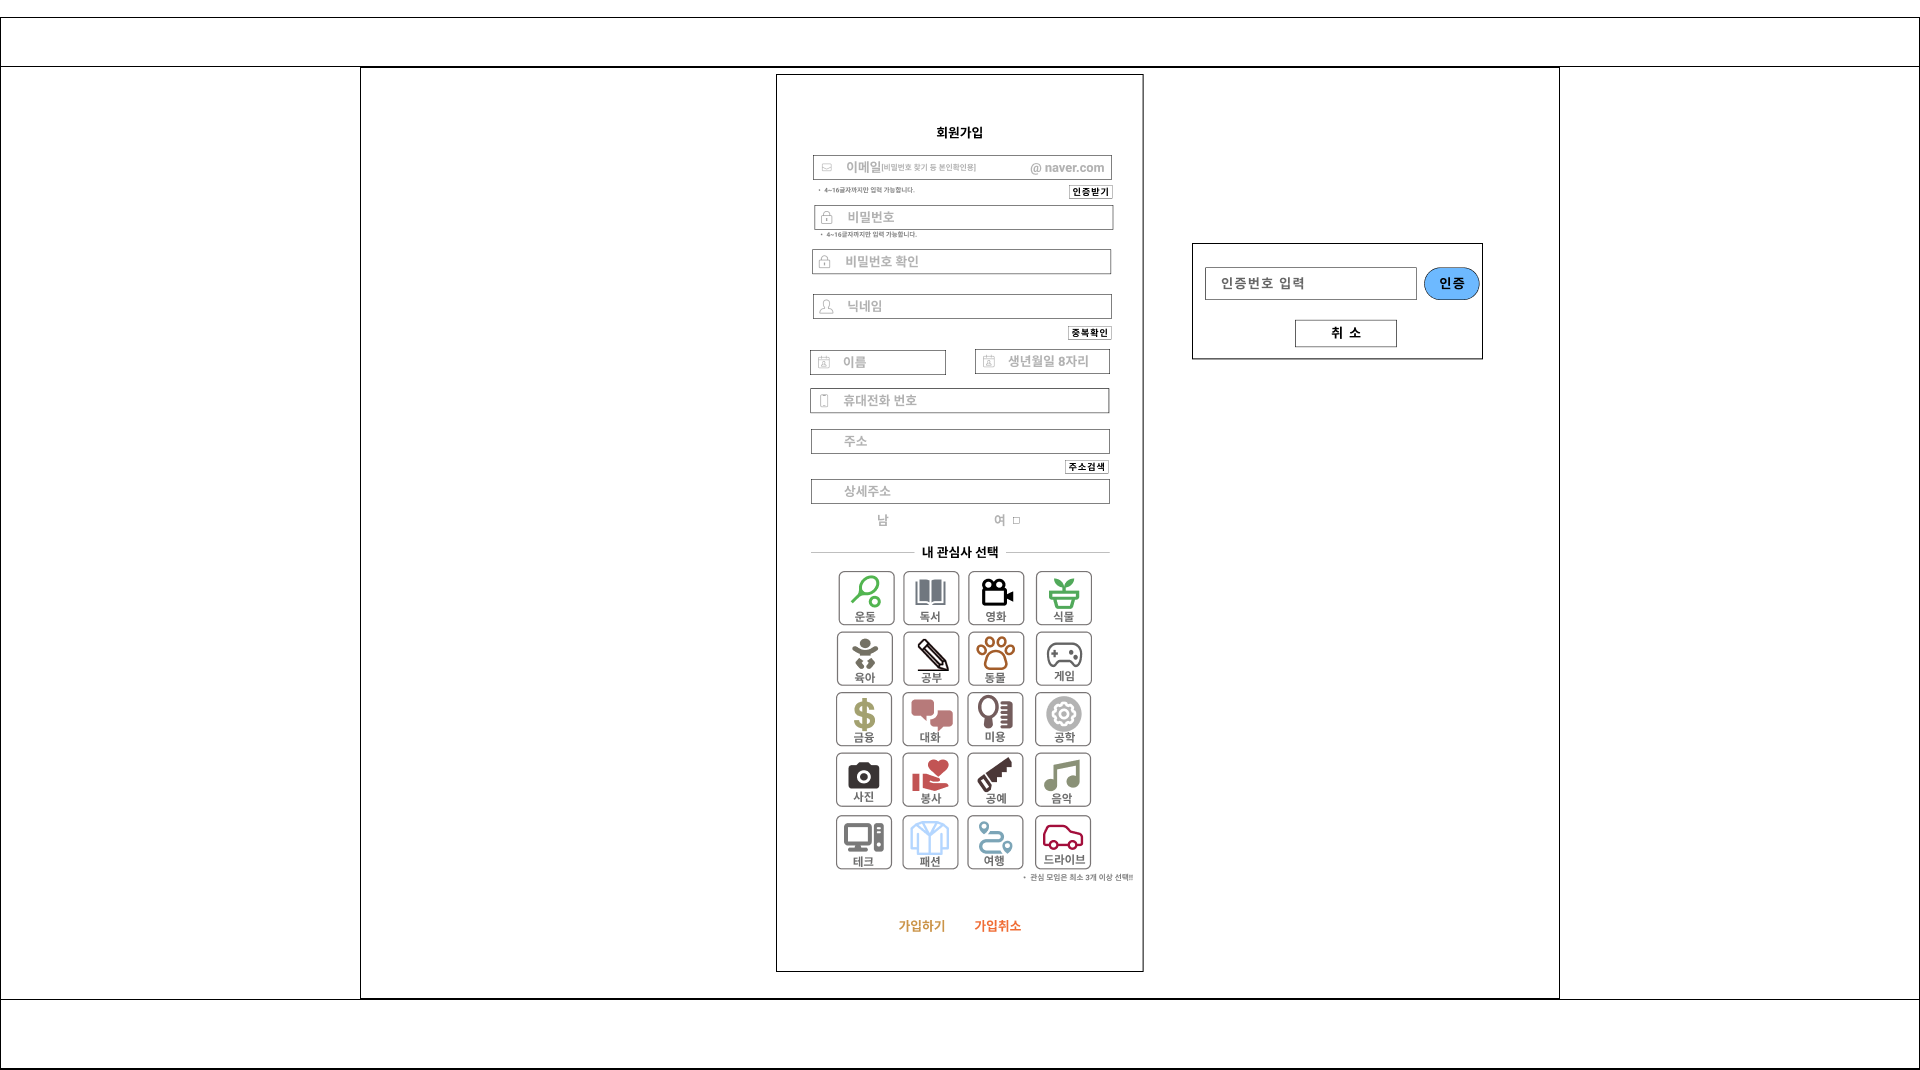 회원가입
이메일[비밀번호 찾기 등 본인확인용] @ naver.com
• 4~16글자까지만 입력 가능합니다.
인증받기
비밀번호
• 4~16글자까지만 입력 가능합니다.
비밀번호 확인
닉네임
중복확인
이름 생년월일 8자리
휴대전화 번호
주소
주소검색
상세주소
남 여
내 관심사 선택
운동 독서 영화 식물
육아 공부 동물 게임
금융 대화 미용 공학
사진 봉사 공예 음악
테크 패션 여행 드라이브
• 관심 모임은 최소 3개 이상 선택!!
가입하기 가입취소
인증번호 입력 인증
취 소